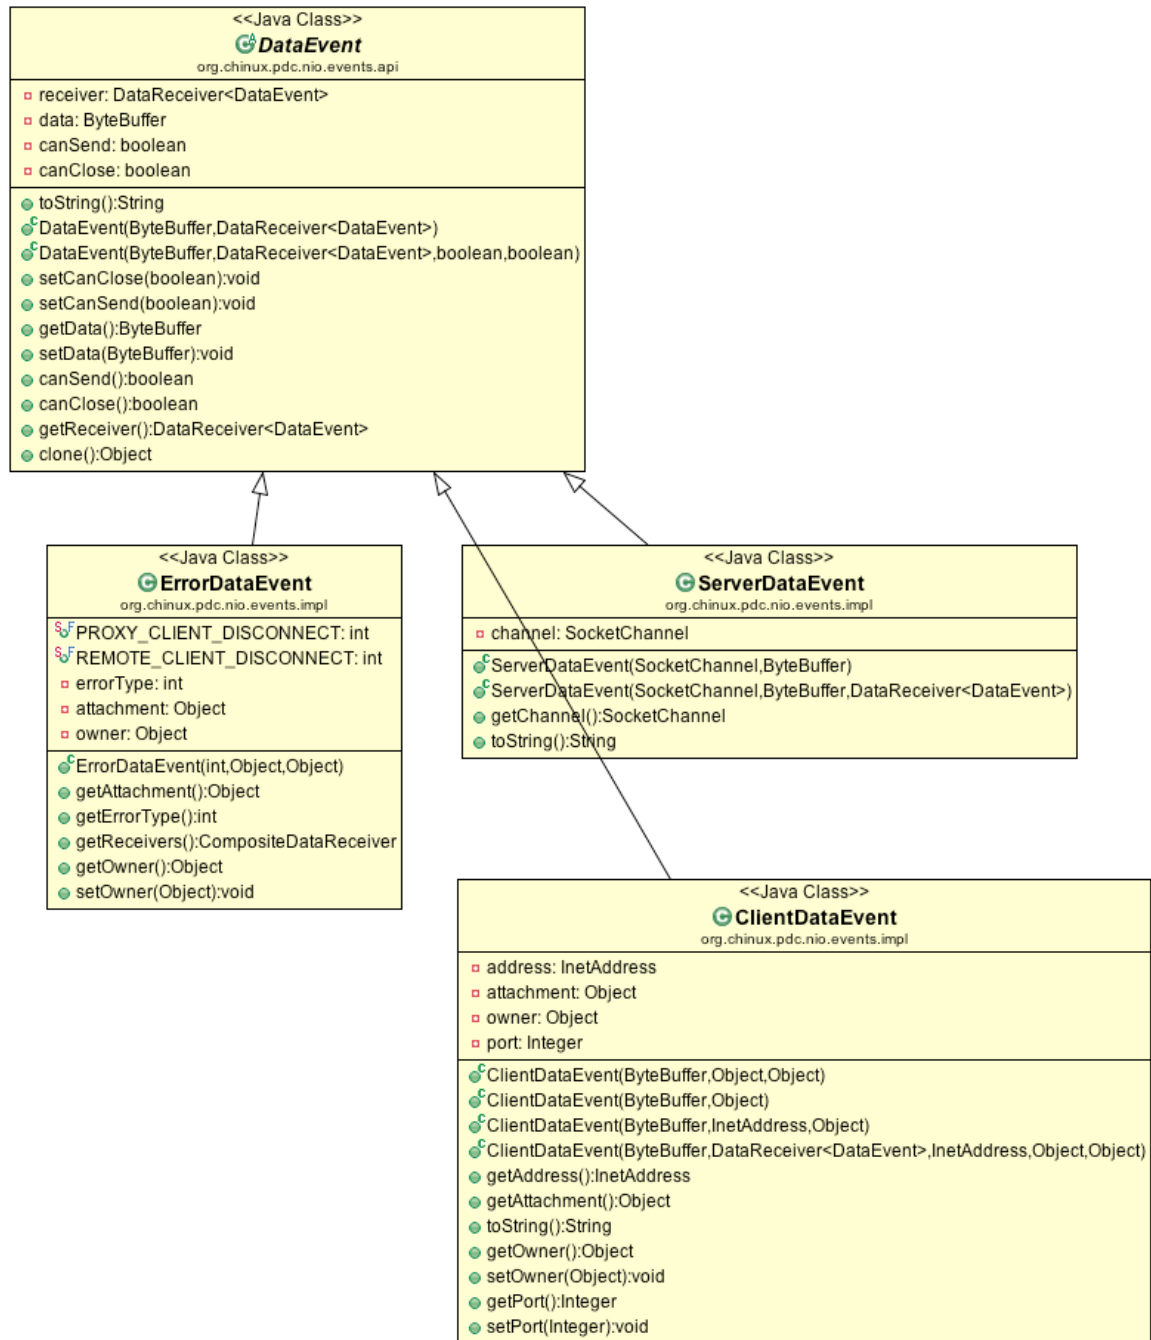 <<Java Class>>
DataEvent
org.chinux.pdc.nio.events.api
receiver: DataReceiver<DataEvent>
data: ByteBuffer
canSend: boolean
canClose: boolean
toString():String
DataEvent(ByteBuffer,DataReceiver<DataEvent>)
DataEvent(ByteBuffer,DataReceiver<DataEvent>,boolean,boolean)
setCanClose(boolean):void
setCanSend(boolean):void
getData():ByteBuffer
setData(ByteBuffer):void
canSend():boolean
canClose():boolean
getReceiver():DataReceiver<DataEvent>
clone():Object
<<Java Class>>
ErrorDataEvent
org.chinux.pdc.nio.events.impl
PROXY_CLIENT_DISCONNECT: int
REMOTE_CLIENT_DISCONNECT: int
errorType: int
attachment: Object
owner: Object
ErrorDataEvent(int,Object,Object)
getAttachment():Object
getErrorType():int
getReceivers():CompositeDataReceiver
getOwner():Object
setOwner(Object):void
<<Java Class>>
ServerDataEvent
org.chinux.pdc.nio.events.impl
channel: SocketChannel
ServerDataEvent(SocketChannel,ByteBuffer)
ServerDataEvent(SocketChannel,ByteBuffer,DataReceiver<DataEvent>)
getChannel():SocketChannel
toString():String
<<Java Class>>
ClientDataEvent
org.chinux.pdc.nio.events.impl
address: InetAddress
attachment: Object
owner: Object
port: Integer
ClientDataEvent(ByteBuffer,Object,Object)
ClientDataEvent(ByteBuffer,Object)
ClientDataEvent(ByteBuffer,InetAddress,Object)
ClientDataEvent(ByteBuffer,DataReceiver<DataEvent>,InetAddress,Object,Object)
getAddress():InetAddress
getAttachment():Object
toString():String
getOwner():Object
setOwner(Object):void
getPort():Integer
setPort(Integer):void